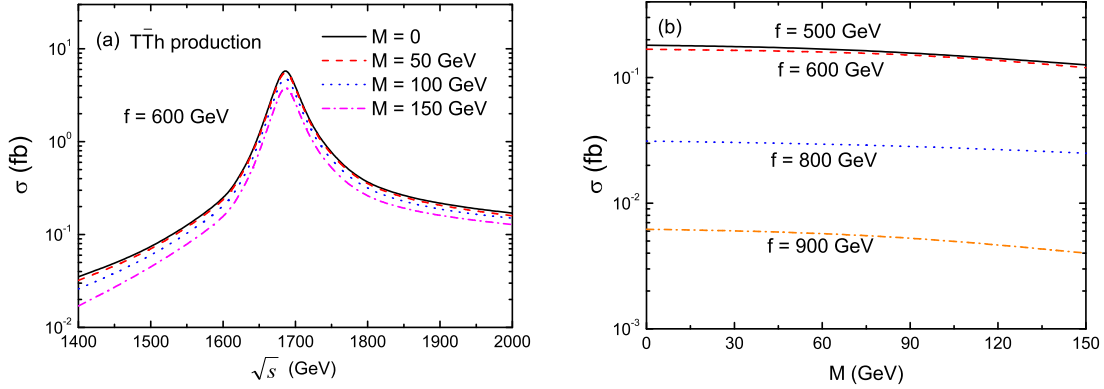 (a) TT̄h production
M = 0
M = 50 GeV
M = 100 GeV
M = 150 GeV
f = 600 GeV
σ (fb)
10¹
10⁰
10⁻¹
10⁻²
1400 1500 1600 1700 1800 1900 2000
√s (GeV)
(b)
f = 500 GeV
f = 600 GeV
f = 800 GeV
f = 900 GeV
σ (fb)
10⁻¹
10⁻²
10⁻³
0 30 60 90 120 150
M (GeV)